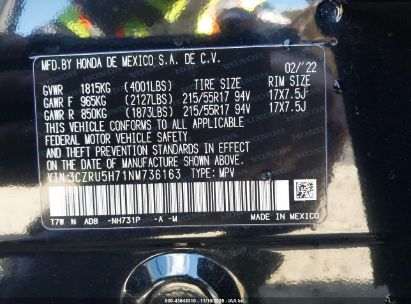 MFD.BY HONDA DE MEXICO S.A. DE C.V.
02/'22
GVWR 1815KG (4001LBS) TIRE SIZE RIM SIZE
GAWR F 965KG (2127LBS) 215/55R17 94V 17X7.5J
GAWR R 850KG (1873LBS) 215/55R17 94V 17X7.5J
THIS VEHICLE CONFORMS TO ALL APPLICABLE
FEDERAL MOTOR VEHICLE SAFETY
AND THEFT PREVENTION STANDARDS IN EFFECT
ON THE DATE OF MANUFACTURE SHOWN ABOVE.
VIN:3CZRU5H71NM736163 TYPE: MPV
T7W N AD8 -NH731P -A -M
MADE IN MEXICO